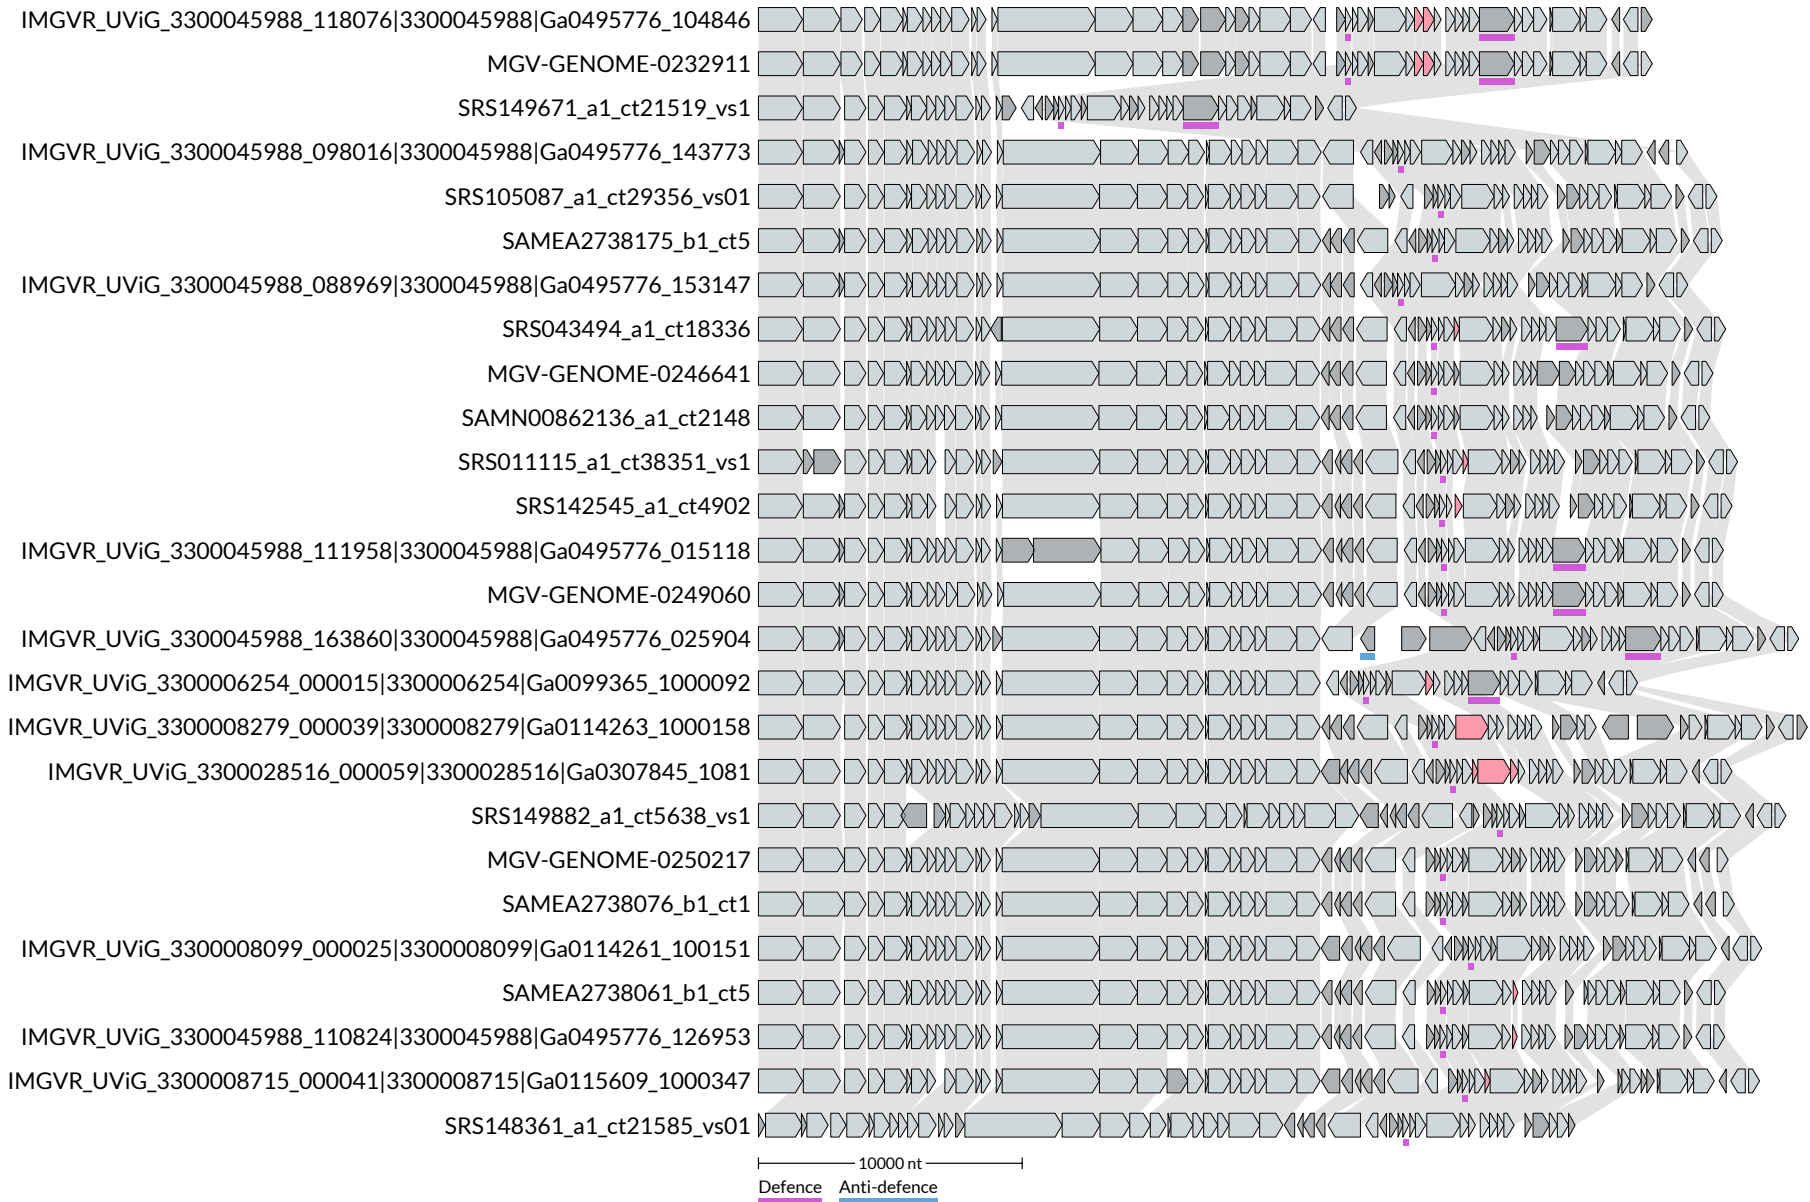 IMGVR_UViG_3300045988_118076|3300045988|Ga0495776_104846
MGV-GENOME-0232911
SRS149671_a1_ct21519_vs1
IMGVR_UViG_3300045988_098016|3300045988|Ga0495776_143773
SRS105087_a1_ct29356_vs01
SAMEA2738175_b1_ct5
IMGVR_UViG_3300045988_088969|3300045988|Ga0495776_153147
SRS043494_a1_ct18336
MGV-GENOME-0246641
SAMN00862136_a1_ct2148
SRS011115_a1_ct38351_vs1
SRS142545_a1_ct4902
IMGVR_UViG_3300045988_111958|3300045988|Ga0495776_015118
MGV-GENOME-0249060
IMGVR_UViG_3300045988_163860|3300045988|Ga0495776_025904
IMGVR_UViG_3300006254_000015|3300006254|Ga0099365_1000092
IMGVR_UViG_3300008279_000039|3300008279|Ga0114263_1000158
IMGVR_UViG_3300028516_000059|3300028516|Ga0307845_1081
SRS149882_a1_ct5638_vs1
MGV-GENOME-0250217
SAMEA2738076_b1_ct1
IMGVR_UViG_3300008099_000025|3300008099|Ga0114261_100151
SAMEA2738061_b1_ct5
IMGVR_UViG_3300045988_110824|3300045988|Ga0495776_126953
IMGVR_UViG_3300008715_000041|3300008715|Ga0115609_1000347
SRS148361_a1_ct21585_vs01
10000 nt
Defence Anti-defence